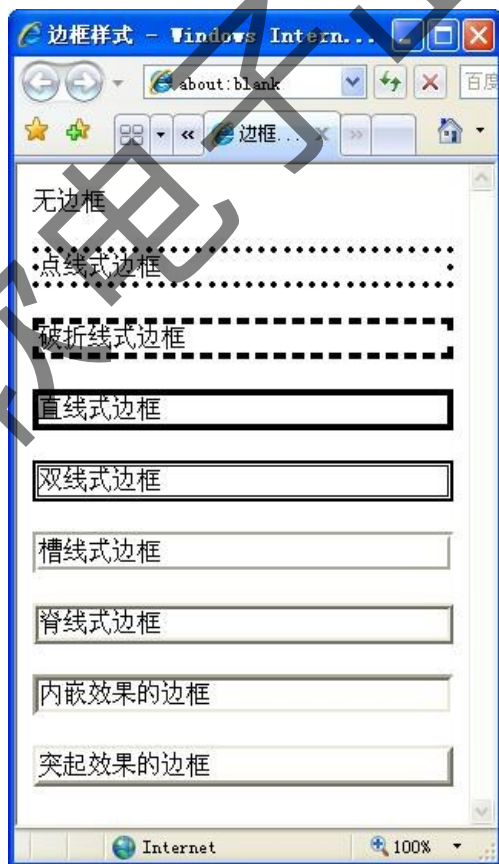 边框样式 - Windows Intern...
about:blank
百度
边框...
无边框
点线式边框
破折线式边框
直线式边框
双线式边框
槽线式边框
脊线式边框
内嵌效果的边框
突起效果的边框
Internet
100%